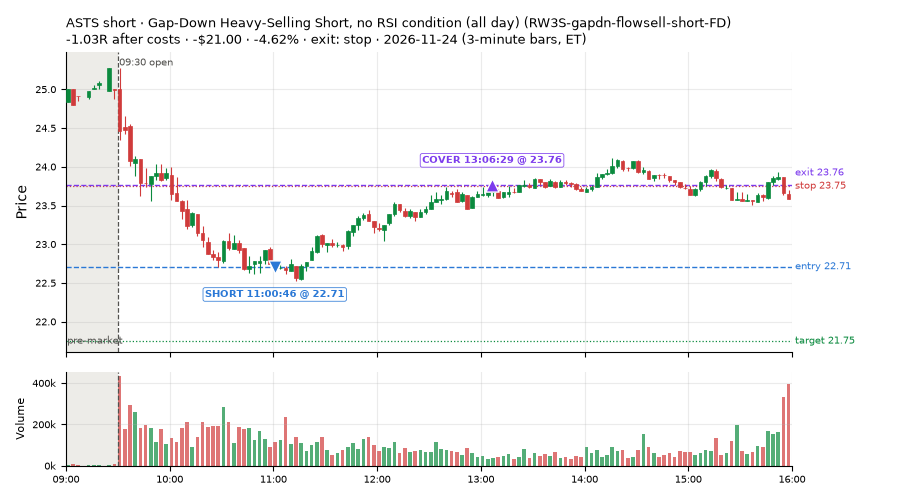 ASTS short · Gap-Down Heavy-Selling Short, no RSI condition (all day) (RW3S-gapdn-flowsell-short-FD)
-1.03R after costs · -$21.00 · -4.62% · exit: stop · 2026-11-24 (3-minute bars, ET)
09:30 open
25.0
24.5
24.0
23.5
23.0
22.5
22.0
Price
COVER 13:06:29 @ 23.76
exit 23.76
stop 23.75
entry 22.71
SHORT 11:00:46 @ 22.71
pre-market
target 21.75
400k
200k
0k
Volume
09:00
10:00
11:00
12:00
13:00
14:00
15:00
16:00